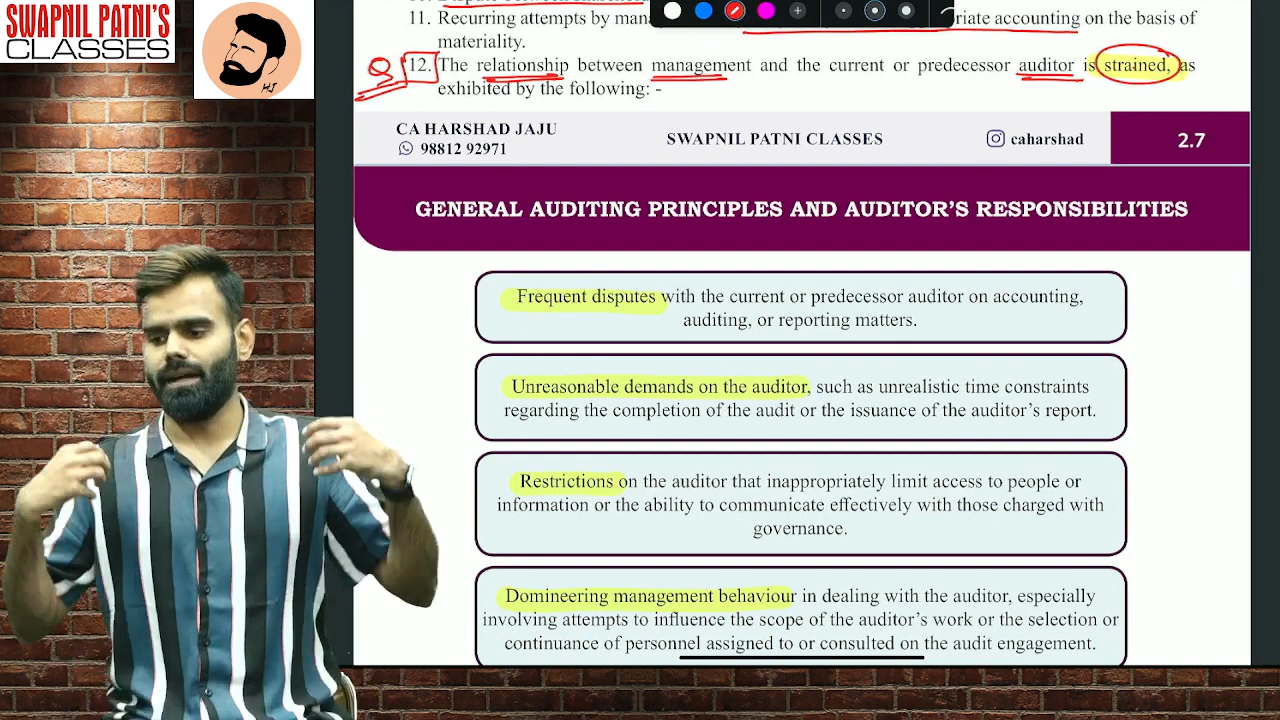 SWAPNIL PATNI'S
CLASSES
HJ
11. Recurring attempts by mana riate accounting on the basis of
materiality.
Q 12. The relationship between management and the current or predecessor auditor is strained, as
exhibited by the following: -
CA HARSHAD JAJU
98812 92971
SWAPNIL PATNI CLASSES
caharshad
2.7
GENERAL AUDITING PRINCIPLES AND AUDITOR'S RESPONSIBILITIES
Frequent disputes with the current or predecessor auditor on accounting,
auditing, or reporting matters.
Unreasonable demands on the auditor, such as unrealistic time constraints
regarding the completion of the audit or the issuance of the auditor's report.
Restrictions on the auditor that inappropriately limit access to people or
information or the ability to communicate effectively with those charged with
governance.
Domineering management behaviour in dealing with the auditor, especially
involving attempts to influence the scope of the auditor's work or the selection or
continuance of personnel assigned to or consulted on the audit engagement.